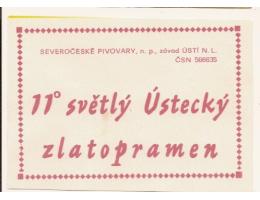 SEVEROČESKÉ PIVOVARY, n. p., závod ÚSTÍ N. L.
ČSN 566635
11° světlý Ústecký
zlatopramen